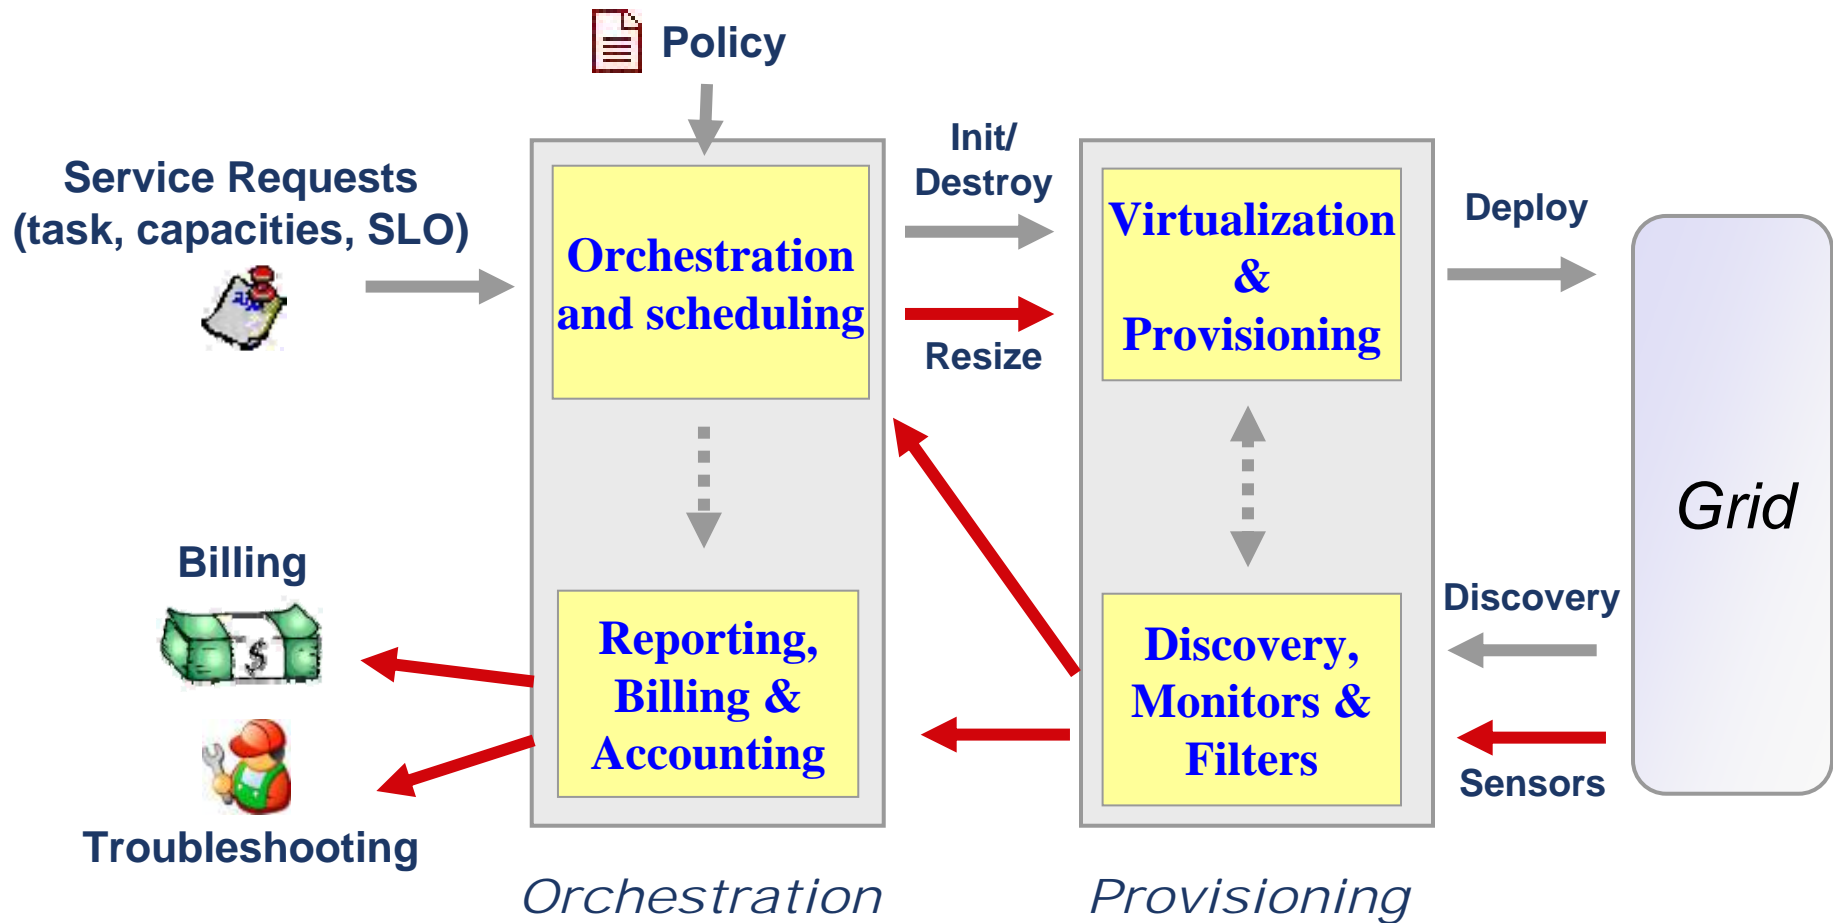 Policy
Service Requests
(task, capacities, SLO)
Orchestration
and scheduling
Init/
Destroy
Resize
Virtualization
&
Provisioning
Deploy
Grid
Billing
$
Troubleshooting
Reporting,
Billing &
Accounting
Discovery,
Monitors &
Filters
Discovery
Sensors
Orchestration
Provisioning